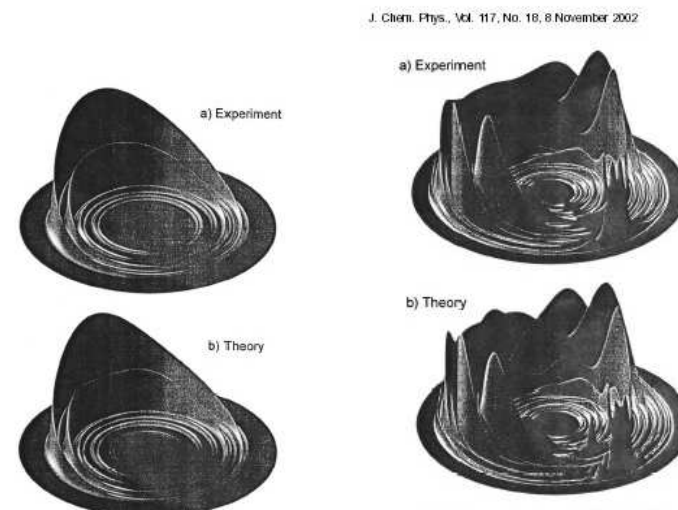 J. Chem. Phys., Vol. 117, No. 18, 8 November 2002
a) Experiment
a) Experiment
b) Theory
b) Theory